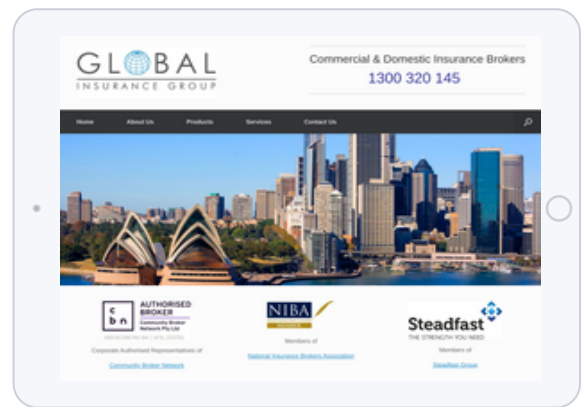 GLOBAL
INSURANCE GROUP
Commercial & Domestic Insurance Brokers
1300 320 145
Home About Us Products Services Contact Us
cbn
AUTHORISED
BROKER
Community Broker
Network Pty Ltd
Corporate Authorised Representatives of
Community Broker Network
NIBA
MEMBER
Members of
National Insurance Brokers Association
Steadfast
THE STRENGTH YOU NEED
Members of
Steadfast Group